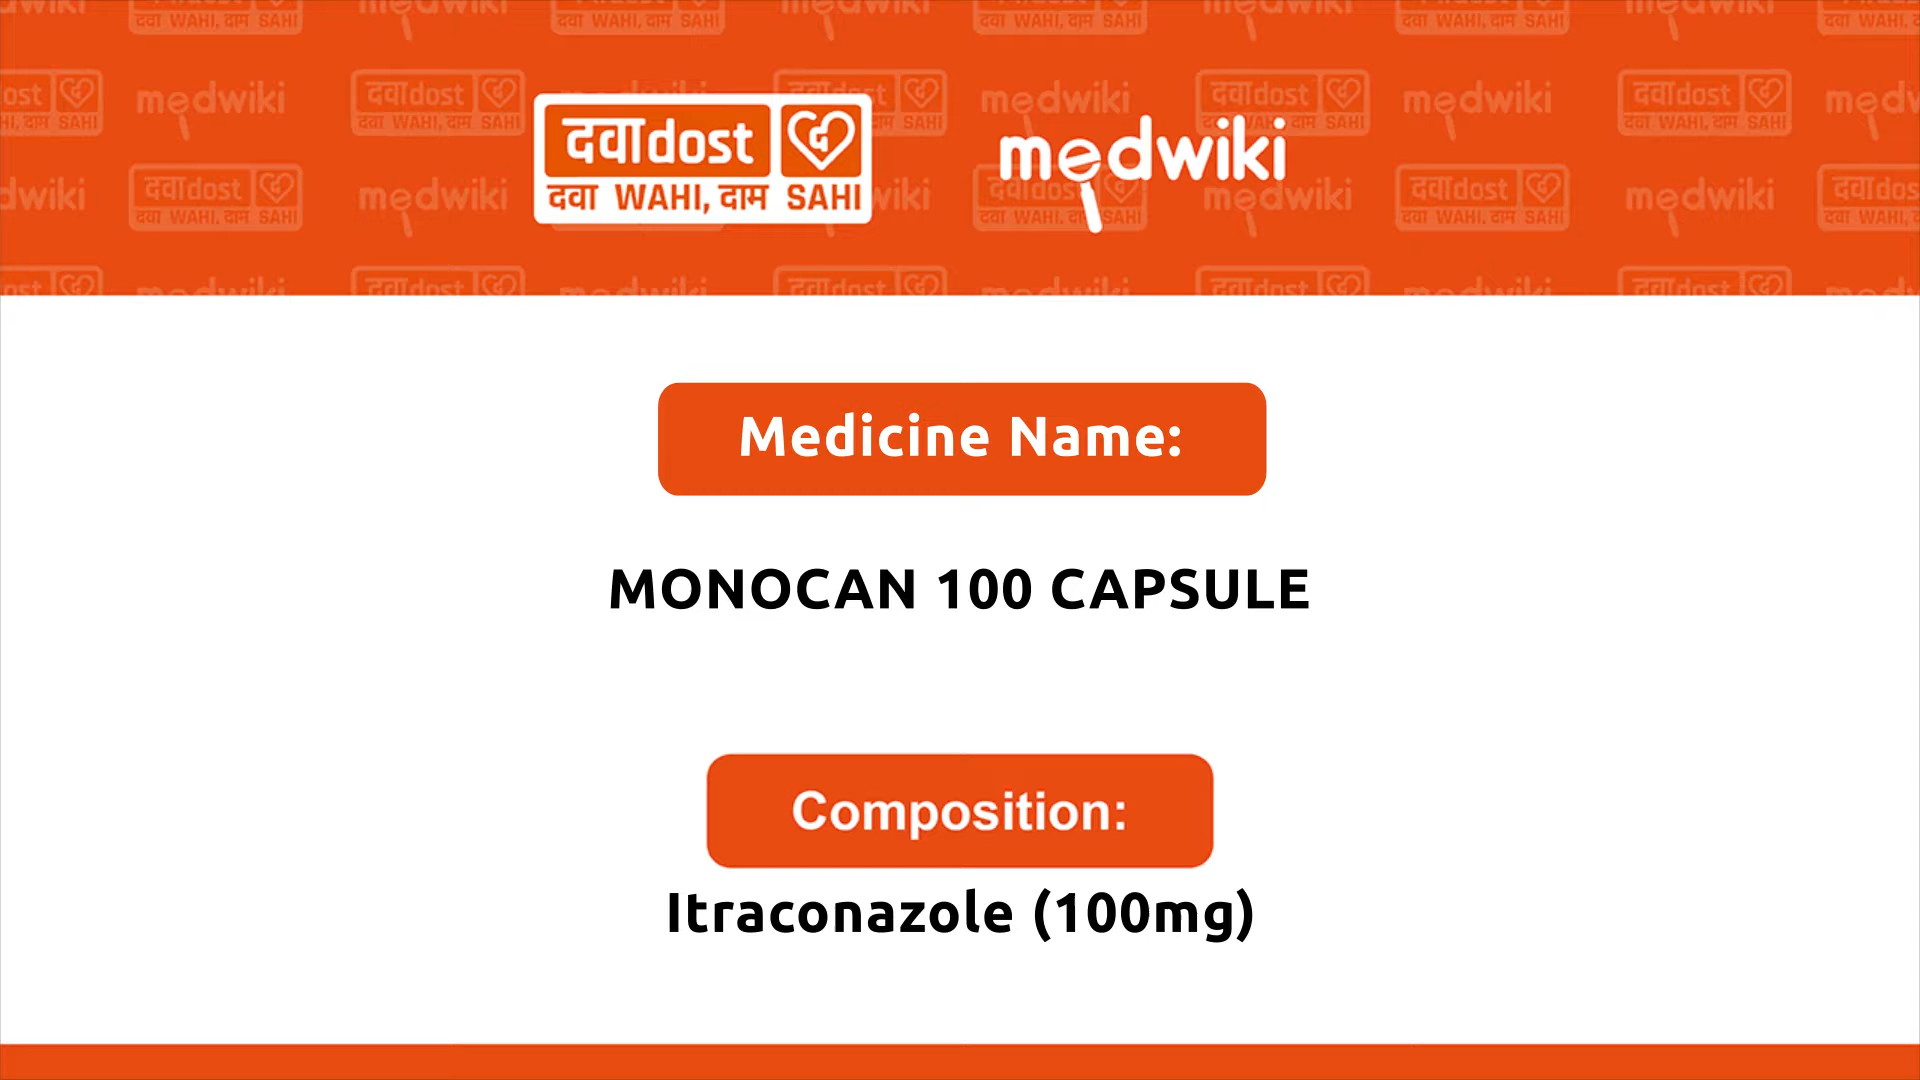 दवाdost
दवा WAHI, दाम SAHI
medwiki
Medicine Name:
MONOCAN 100 CAPSULE
Composition:
Itraconazole (100mg)